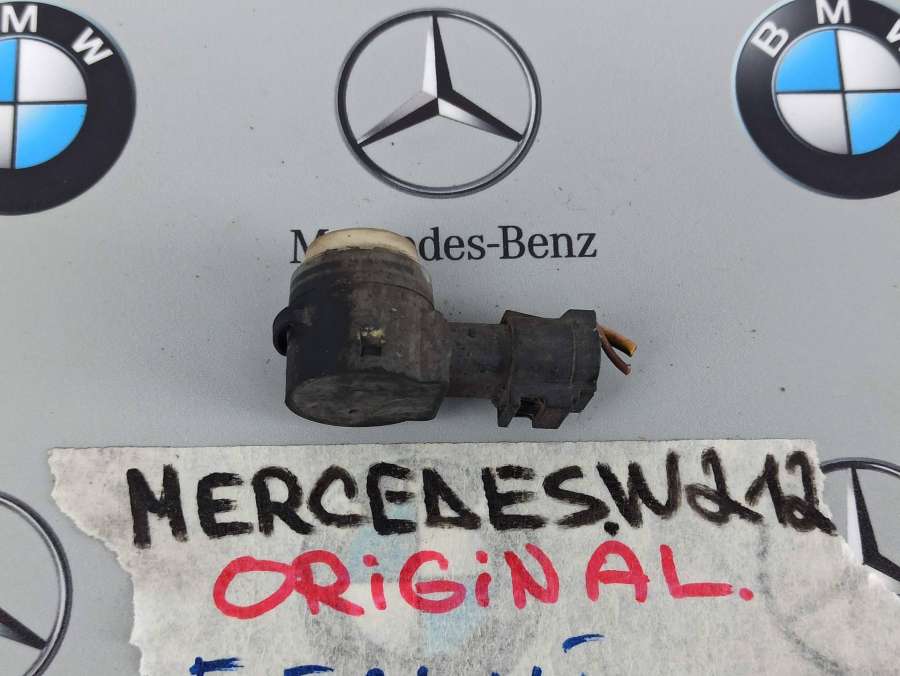 BMW
BMW
Mercedes-Benz
MERCEDES.W212
ORIGINAL.